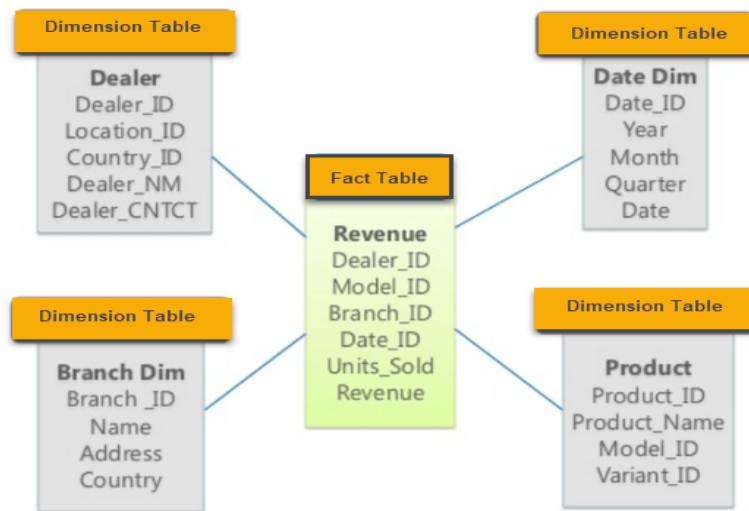 Dimension Table
Dealer
Dealer_ID
Location_ID
Country_ID
Dealer_NM
Dealer_CNTCT
Dimension Table
Date Dim
Date_ID
Year
Month
Quarter
Date
Fact Table
Revenue
Dealer_ID
Model_ID
Branch_ID
Date_ID
Units_Sold
Revenue
Dimension Table
Branch Dim
Branch _ID
Name
Address
Country
Dimension Table
Product
Product_ID
Product_Name
Model_ID
Variant_ID